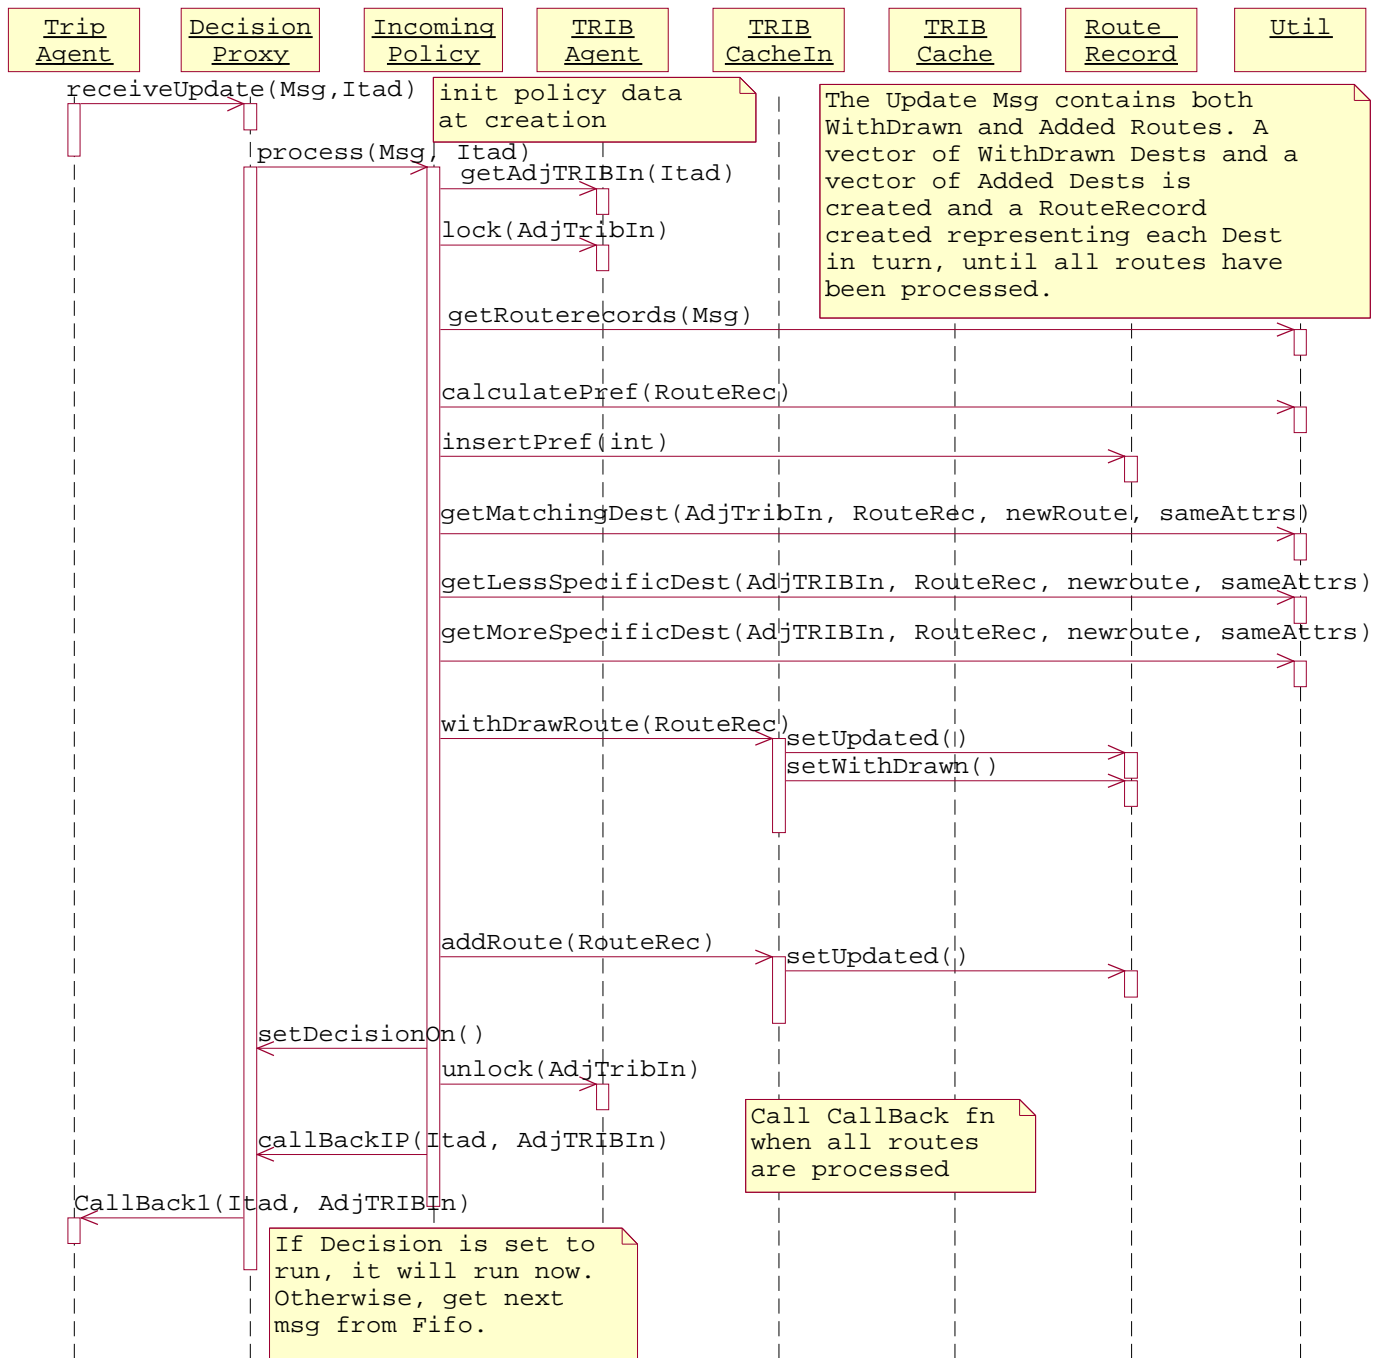 Trip
Agent
Decision
Proxy
Incoming
Policy
TRIB
Agent
TRIB
CacheIn
TRIB
Cache
Route
Record
Util
receiveUpdate(Msg,Itad)
init policy data
at creation
The Update Msg contains both
WithDrawn and Added Routes. A
vector of WithDrawn Dests and a
vector of Added Dests is
created and a RouteRecord
created representing each Dest
in turn, until all routes have
been processed.
process(Msg, Itad)
getAdjTRIBIn(Itad)
lock(AdjTribIn)
getRouterecords(Msg)
calculatePref(RouteRec)
insertPref(int)
getMatchingDest(AdjTribIn, RouteRec, newRoute, sameAttrs)
getLessSpecificDest(AdjTRIBIn, RouteRec, newroute, sameAttrs)
getMoreSpecificDest(AdjTRIBIn, RouteRec, newroute, sameAttrs)
withDrawRoute(RouteRec)
setUpdated()
setWithDrawn()
addRoute(RouteRec)
setUpdated()
setDecisionOn()
unlock(AdjTribIn)
Call CallBack fn
when all routes
are processed
callBackIP(Itad, AdjTRIBIn)
CallBack1(Itad, AdjTRIBIn)
If Decision is set to
run, it will run now.
Otherwise, get next
msg from Fifo.